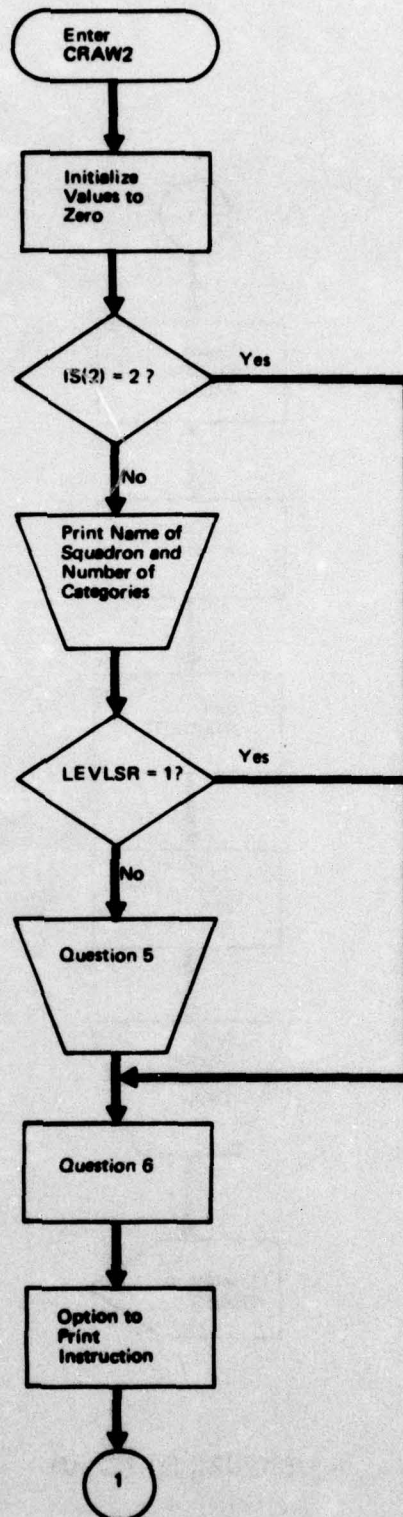 Enter
CRAW2
Initialize
Values to
Zero
IS(2) = 2 ?
Yes
No
Print Name of
Squadron and
Number of
Categories
LEVLSR = 1?
Yes
No
Question 5
Question 6
Option to
Print
Instruction
1